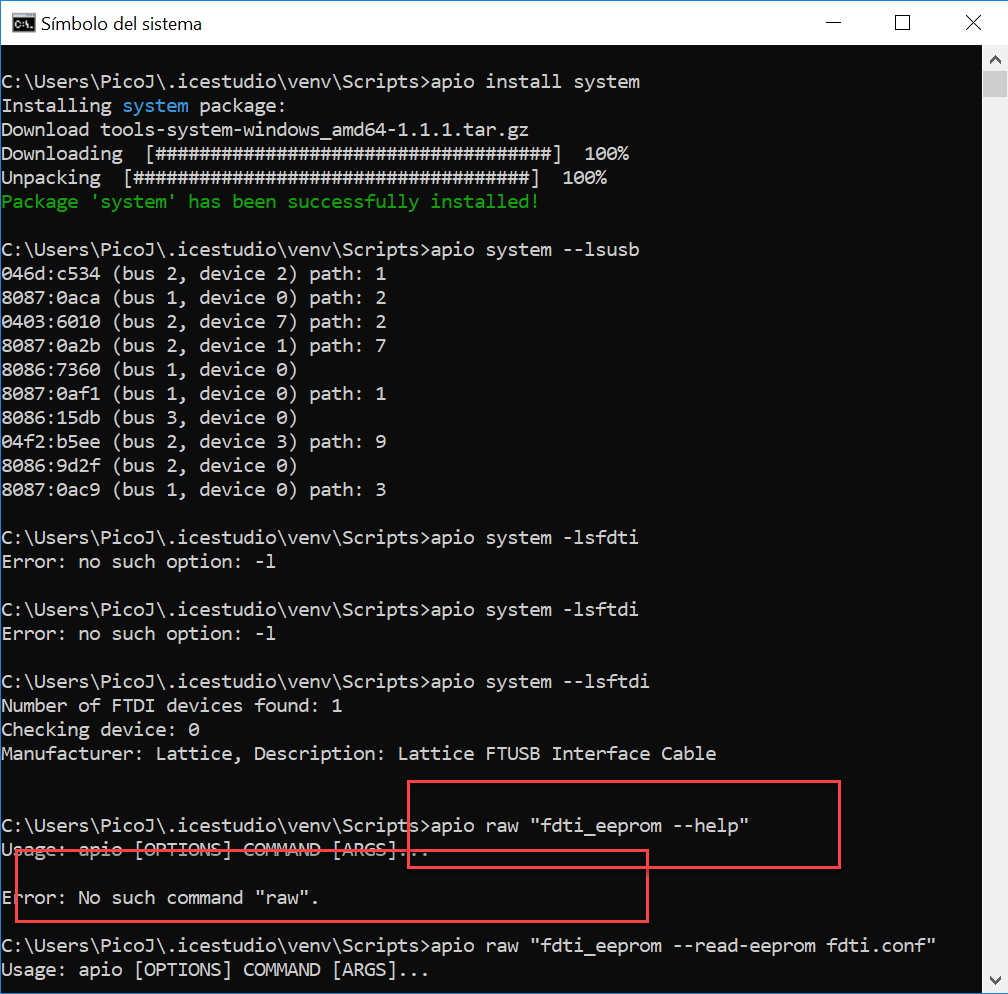 Símbolo del sistema
C:\Users\PicoJ\.icestudio\venv\Scripts>apio install system
Installing system package:
Download tools-system-windows_amd64-1.1.1.tar.gz
Downloading  [####################################]  100%
Unpacking  [####################################]  100%
Package 'system' has been successfully installed!
C:\Users\PicoJ\.icestudio\venv\Scripts>apio system --lsusb
046d:c534 (bus 2, device 2) path: 1
8087:0aca (bus 1, device 0) path: 2
0403:6010 (bus 2, device 7) path: 2
8087:0a2b (bus 2, device 1) path: 7
8086:7360 (bus 1, device 0)
8087:0af1 (bus 1, device 0) path: 1
8086:15db (bus 3, device 0)
04f2:b5ee (bus 2, device 3) path: 9
8086:9d2f (bus 2, device 0)
8087:0ac9 (bus 1, device 0) path: 3
C:\Users\PicoJ\.icestudio\venv\Scripts>apio system -lsfdti
Error: no such option: -l
C:\Users\PicoJ\.icestudio\venv\Scripts>apio system -lsftdi
Error: no such option: -l
C:\Users\PicoJ\.icestudio\venv\Scripts>apio system --lsftdi
Number of FTDI devices found: 1
Checking device: 0
Manufacturer: Lattice, Description: Lattice FTUSB Interface Cable
C:\Users\PicoJ\.icestudio\venv\Scripts>apio raw "fdti_eeprom --help"
Usage: apio [OPTIONS] COMMAND [ARGS]...
Error: No such command "raw".
C:\Users\PicoJ\.icestudio\venv\Scripts>apio raw "fdti_eeprom --read-eeprom fdti.conf"
Usage: apio [OPTIONS] COMMAND [ARGS]...